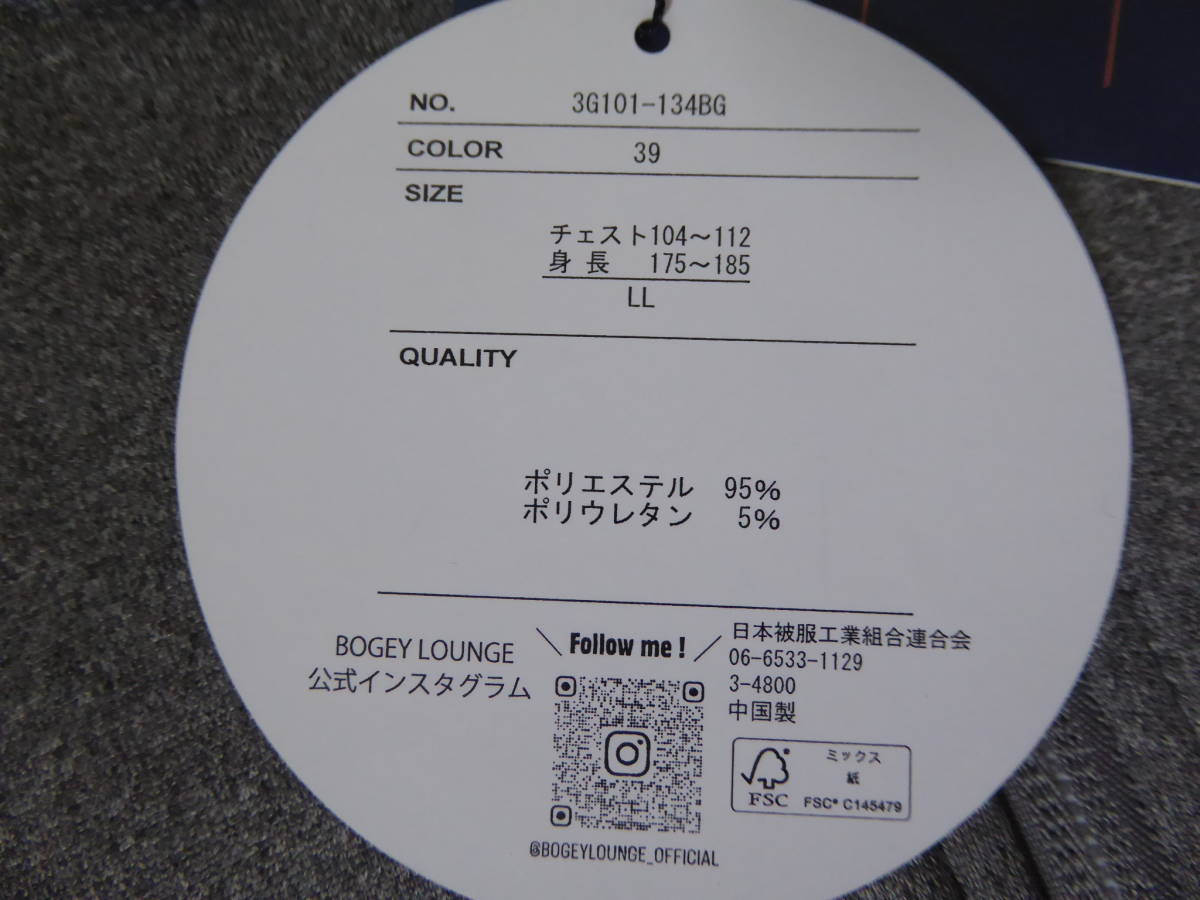 NO. 3G101-134BG
COLOR 39
SIZE
チェスト104～112
身長 175～185
LL
QUALITY
ポリエステル 95%
ポリウレタン 5%
BOGEY LOUNGE
公式インスタグラム
\ Follow me! /
日本被服工業組合連合会
06-6533-1129
3-4800
中国製
FSC
ミックス
紙
FSC® C145479
@BOGEYLOUNGE_OFFICIAL